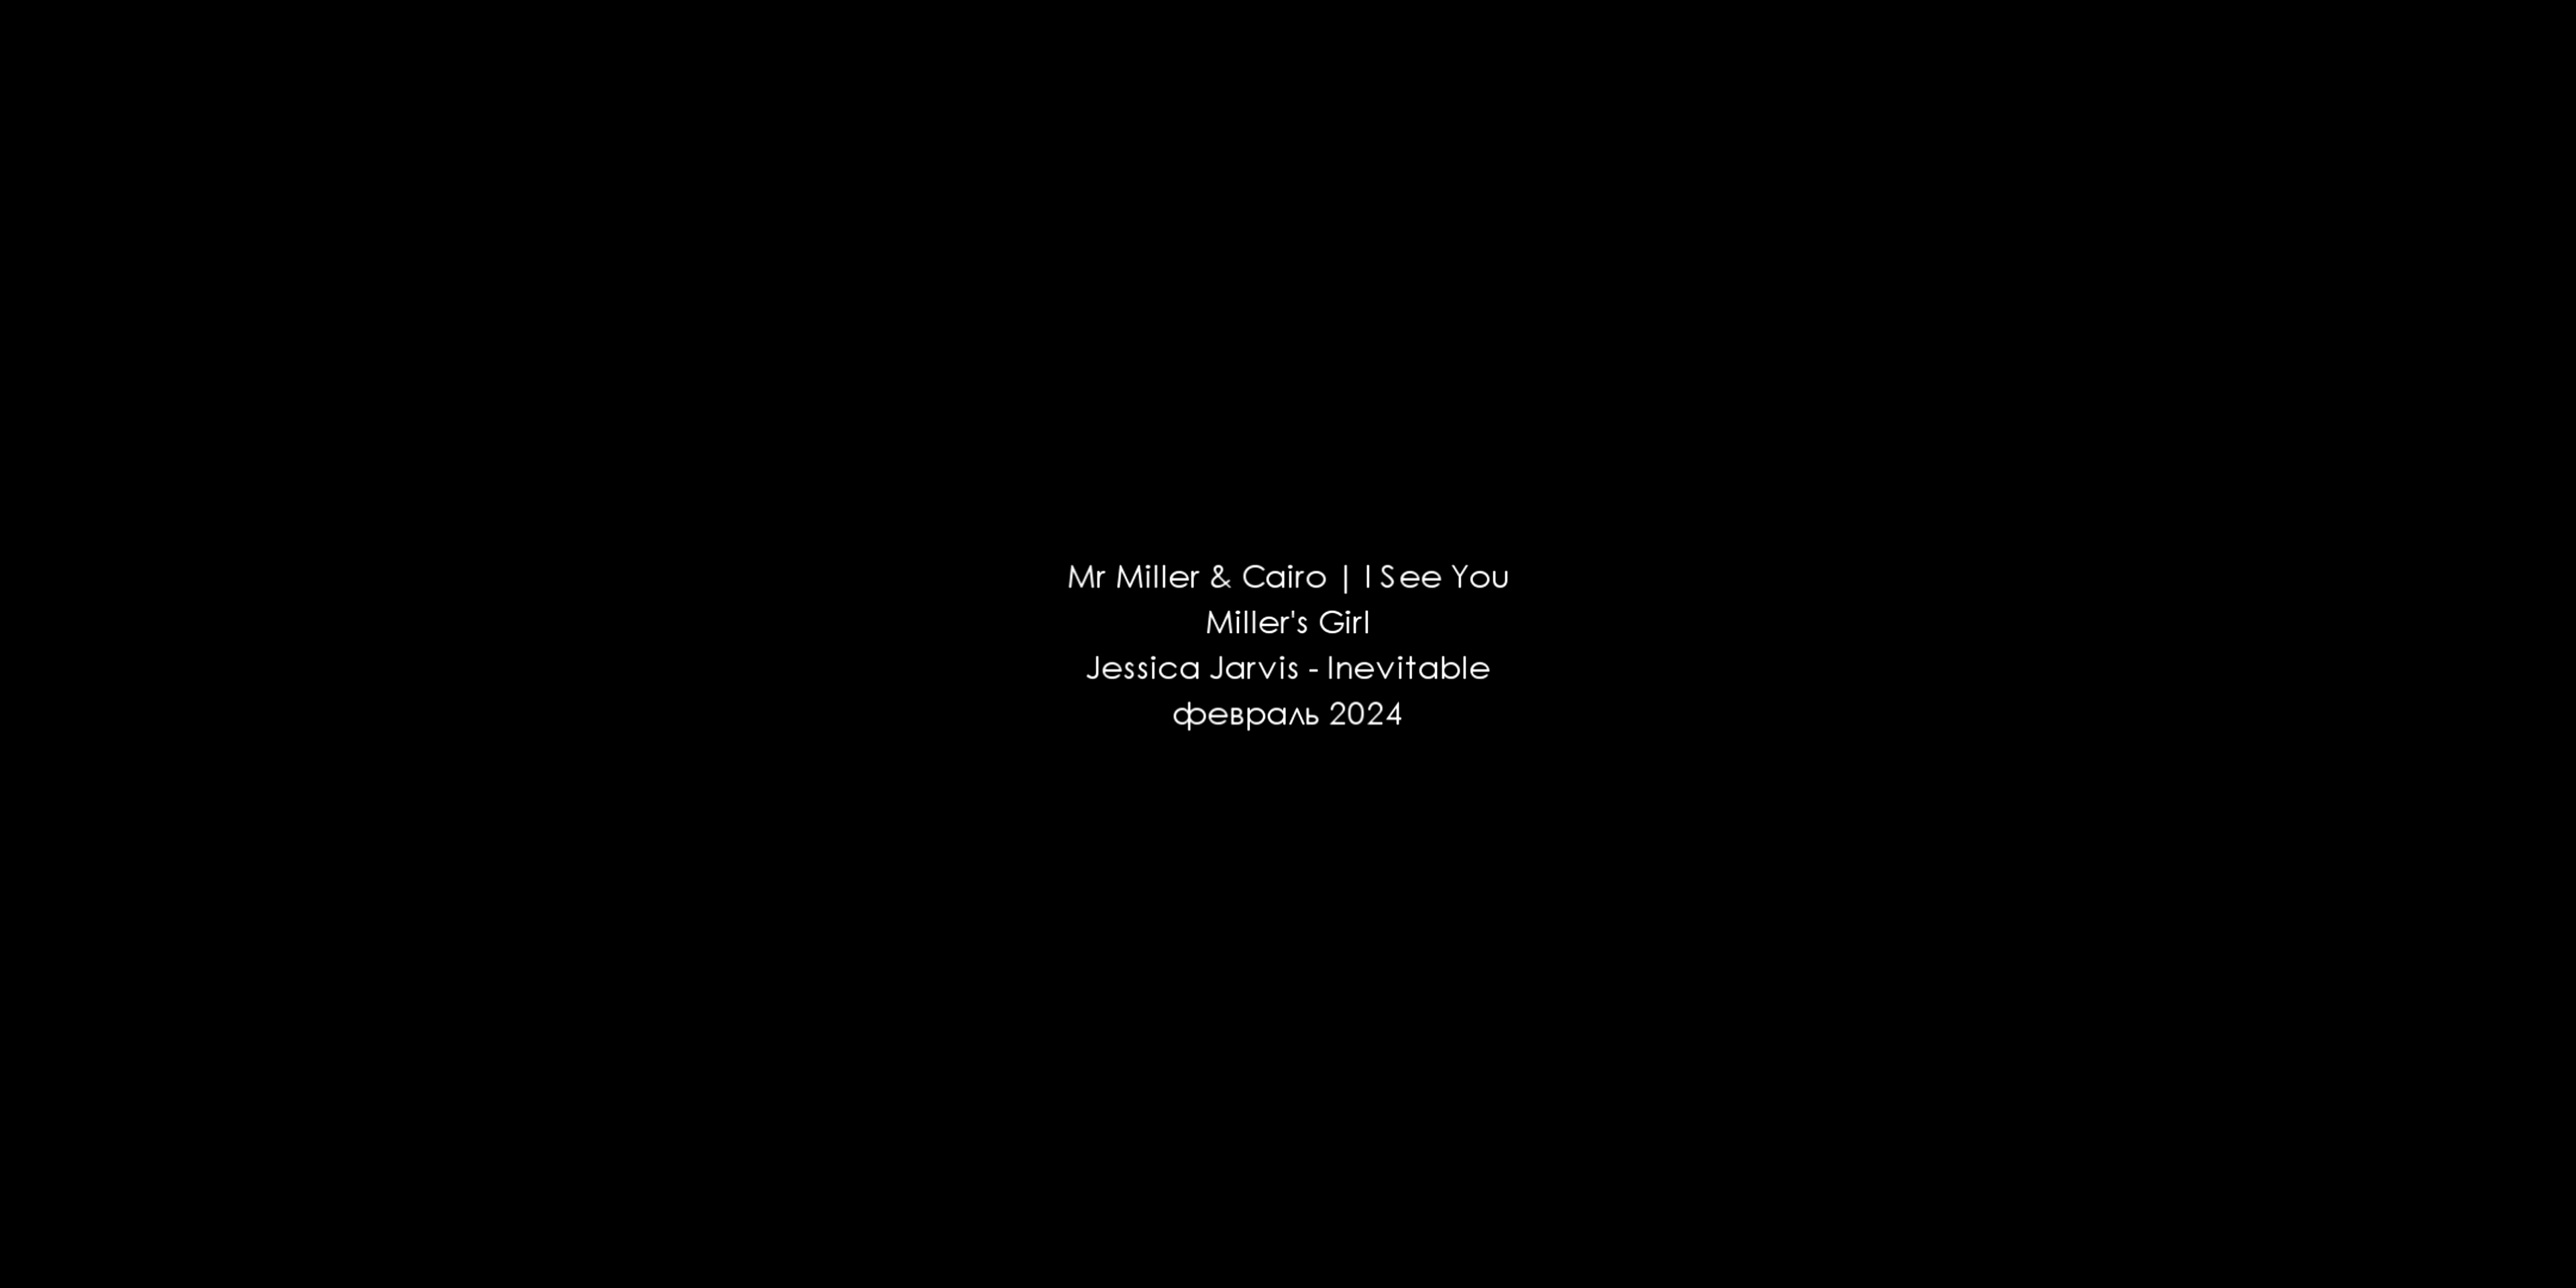 Mr Miller & Cairo | I See You
Miller's Girl
Jessica Jarvis - Inevitable
февраль 2024